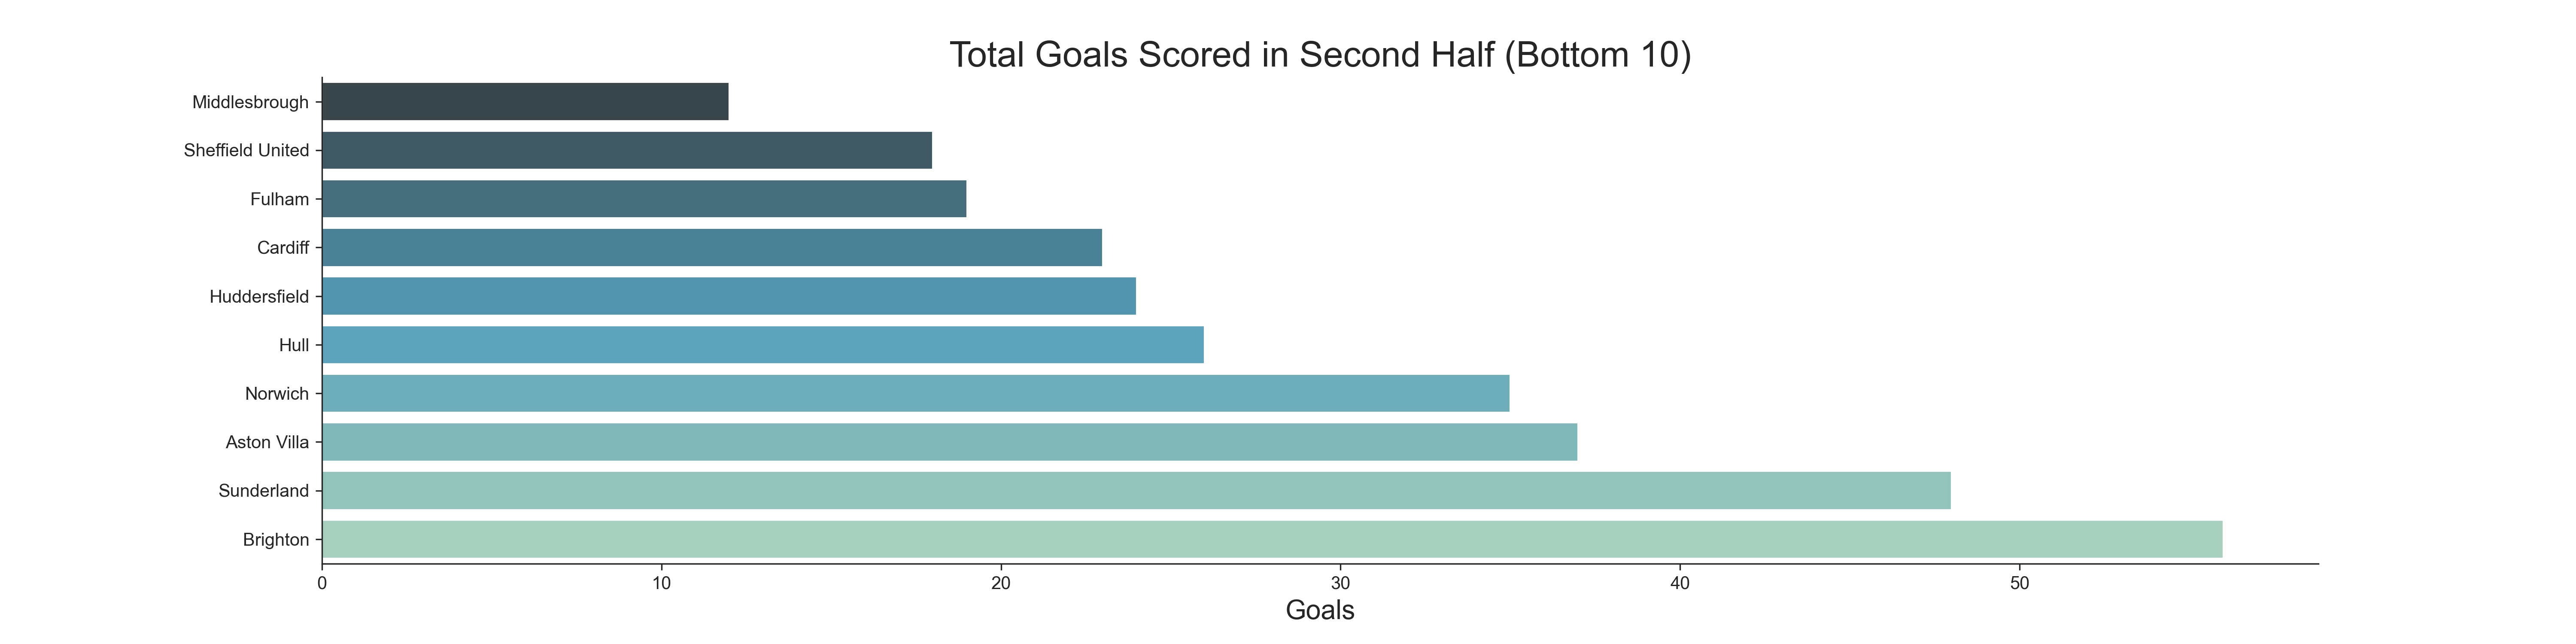 Total Goals Scored in Second Half (Bottom 10)
Middlesbrough
Sheffield United
Fulham
Cardiff
Huddersfield
Hull
Norwich
Aston Villa
Sunderland
Brighton
0 10 20 30 40 50
Goals